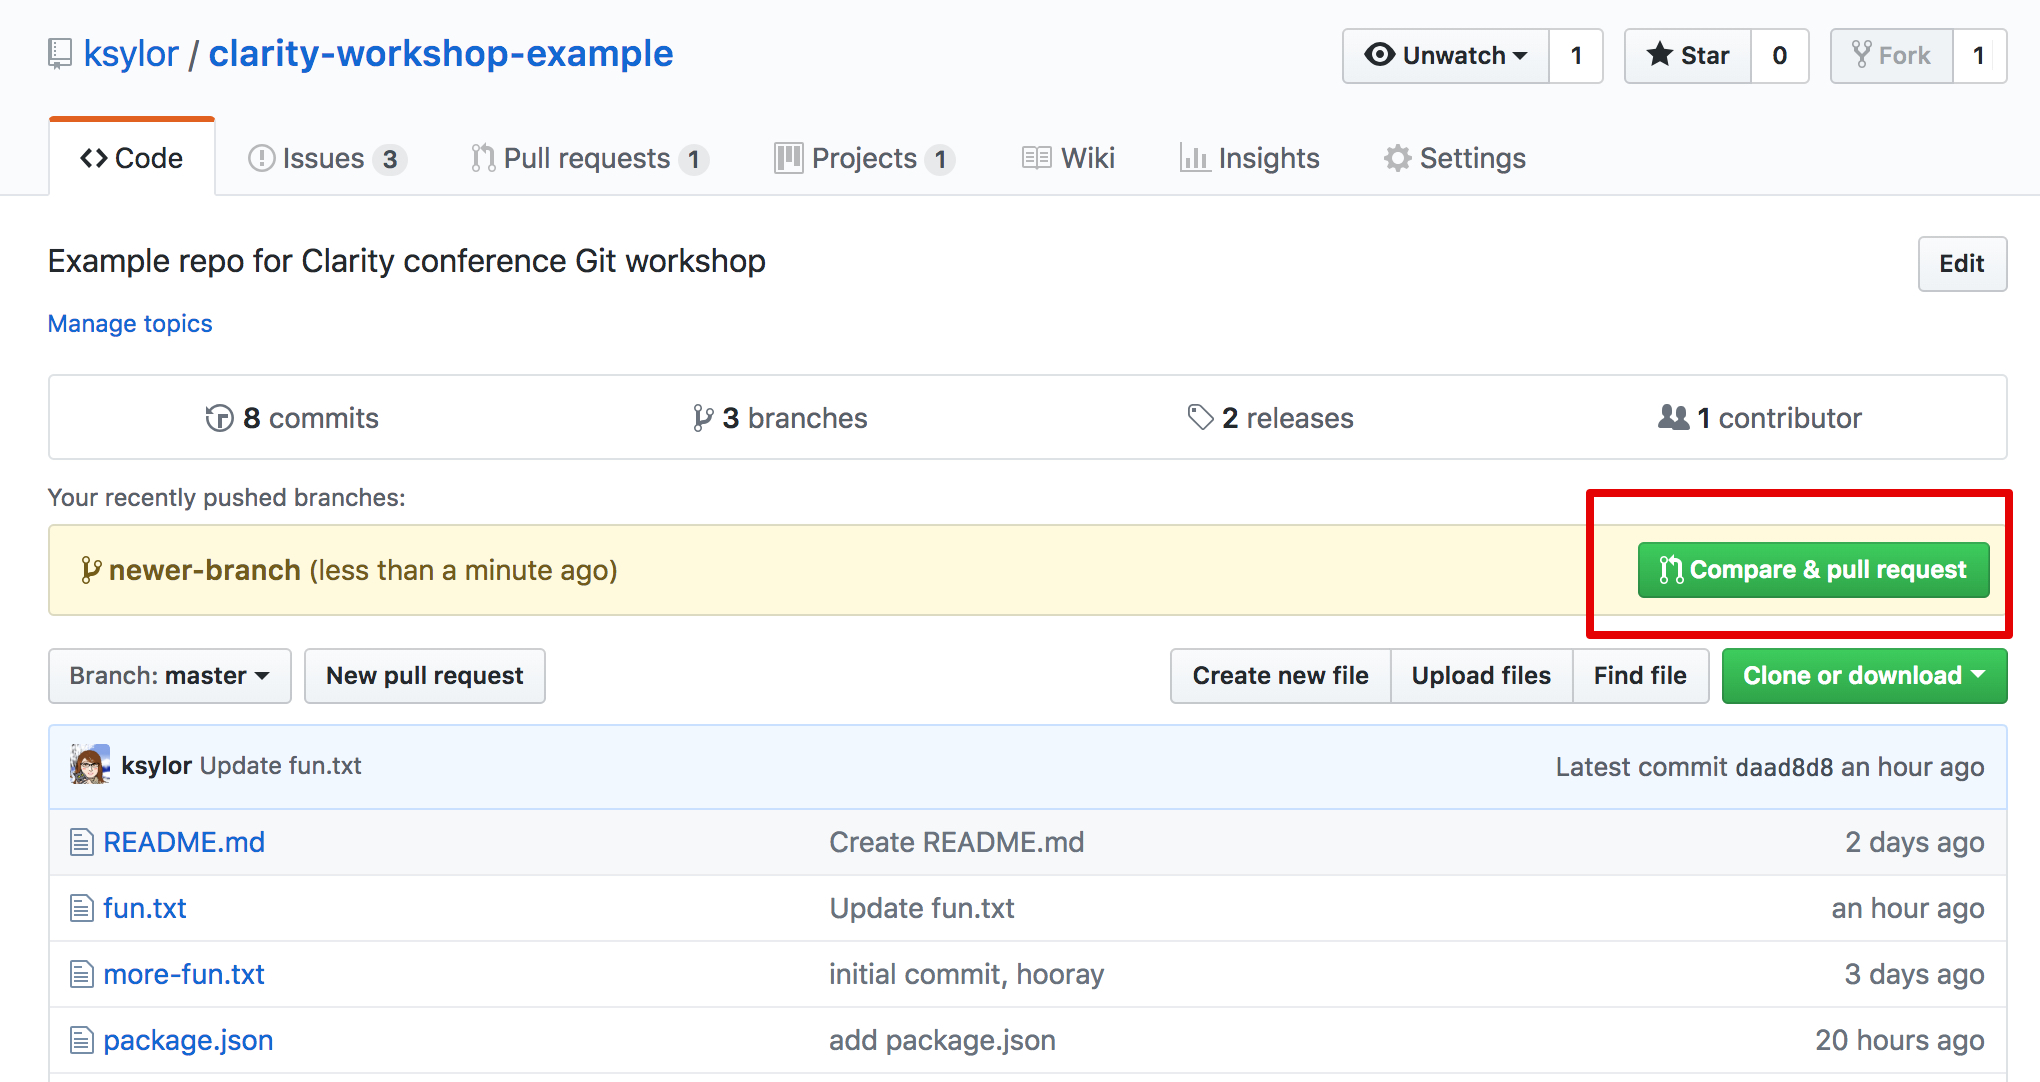 ksylor / clarity-workshop-example
Unwatch 1
Star 0
Fork 1
Code
Issues 3
Pull requests 1
Projects 1
Wiki
Insights
Settings
Example repo for Clarity conference Git workshop
Edit
Manage topics
8 commits
3 branches
2 releases
1 contributor
Your recently pushed branches:
newer-branch (less than a minute ago)
Compare & pull request
Branch: master
New pull request
Create new file
Upload files
Find file
Clone or download
ksylor Update fun.txt
Latest commit daad8d8 an hour ago
README.md Create README.md 2 days ago
fun.txt Update fun.txt an hour ago
more-fun.txt initial commit, hooray 3 days ago
package.json add package.json 20 hours ago